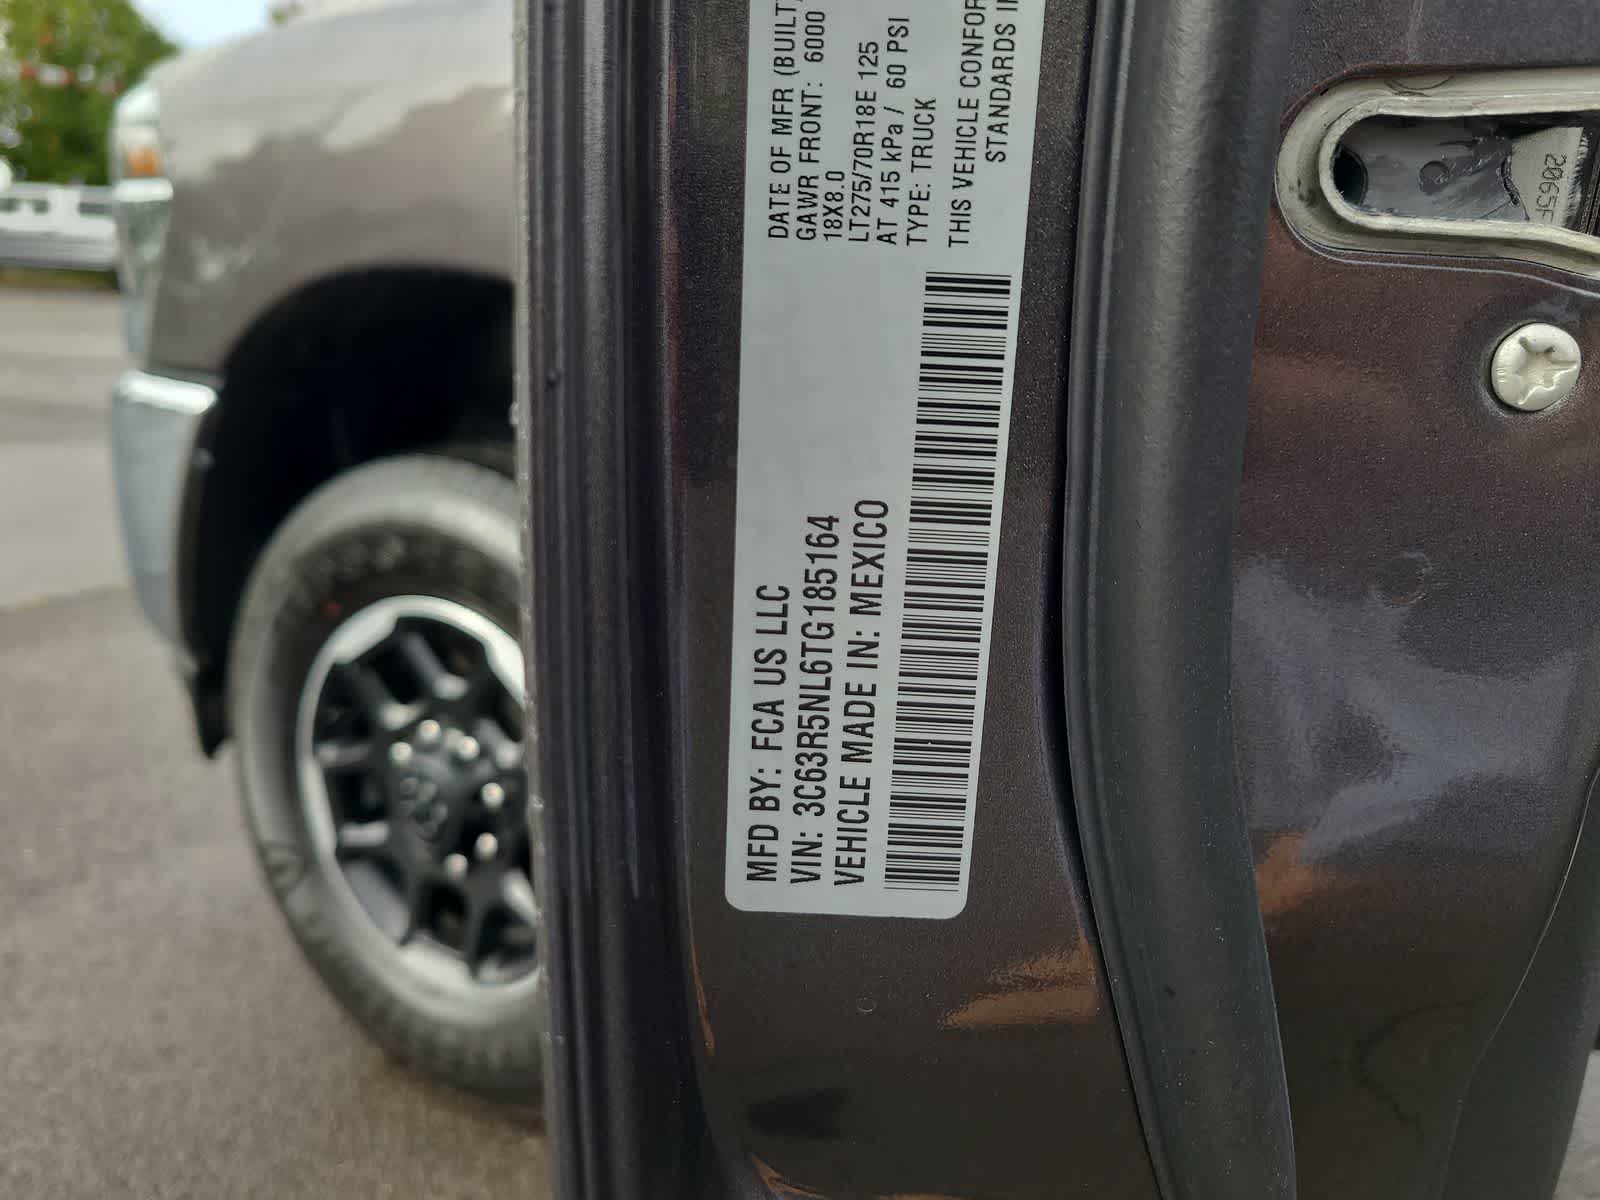 MFD BY: FCA US LLC
VIN: 3C63R5NL6TG185164
VEHICLE MADE IN: MEXICO
DATE OF MFR (BUILT)
GAWR FRONT: 6000
18X8.0
LT275/70R18E 125
AT 415 kPa / 60 PSI
TYPE: TRUCK
THIS VEHICLE CONFOR
STANDARDS I
2065F